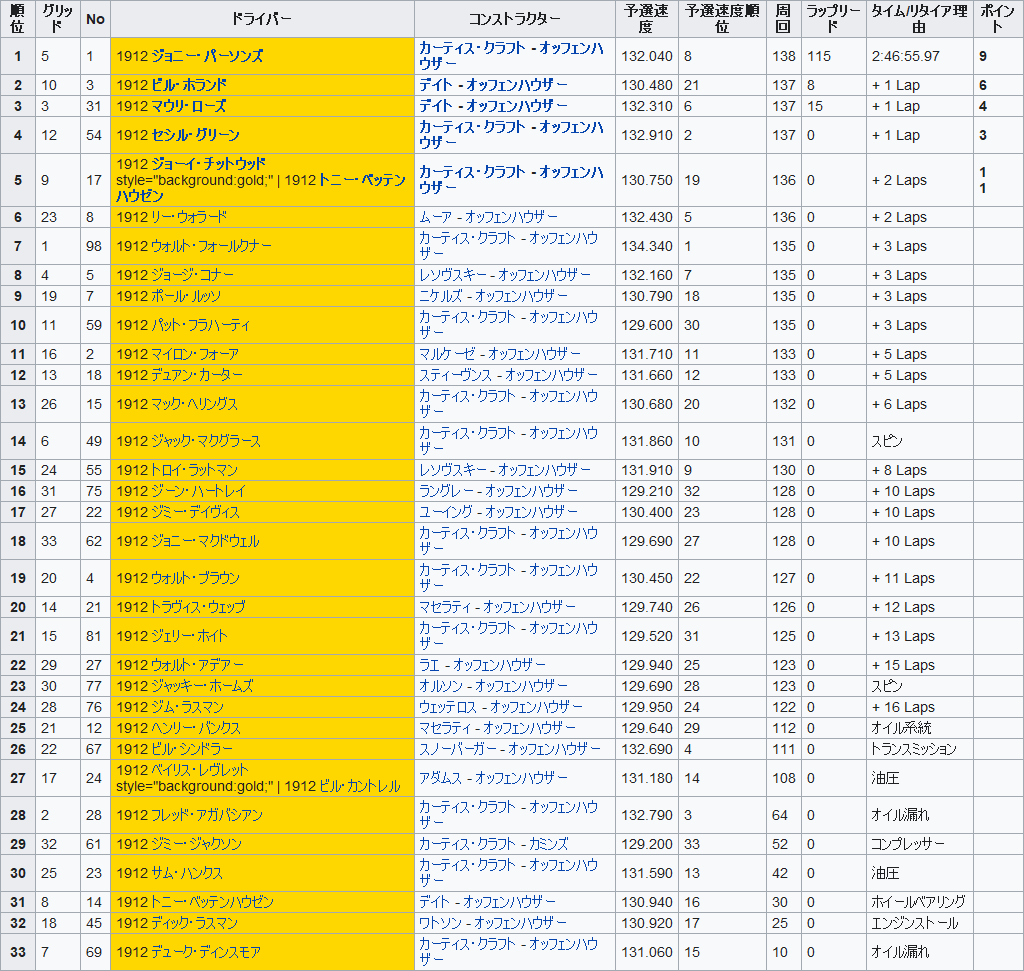 順位 グリッド No ドライバー コンストラクター 予選速度 予選速度順位 周回 ラップリード タイム/リタイア理由 ポイント
1 5 1 1912 ジョニー・パーソンズ カーティス・クラフト - オッフェンハウザー 132.040 8 138 115 2:46:55.97 9
2 10 3 1912 ビル・ホランド デイト - オッフェンハウザー 130.480 21 137 8 + 1 Lap 6
3 3 31 1912 マウリ・ローズ デイト - オッフェンハウザー 132.310 6 137 15 + 1 Lap 4
4 12 54 1912 セシル・グリーン カーティス・クラフト - オッフェンハウザー 132.910 2 137 0 + 1 Lap 3
5 9 17 1912 ジョーイ・チットウッド
style="background:gold;" | 1912 トニー・ベッテンハウゼン カーティス・クラフト - オッフェンハウザー 130.750 19 136 0 + 2 Laps 1
1
6 23 8 1912 リー・ウォラード ムーア - オッフェンハウザー 132.430 5 136 0 + 2 Laps
7 1 98 1912 ウォルト・フォールクナー カーティス・クラフト - オッフェンハウザー 134.340 1 135 0 + 3 Laps
8 4 5 1912 ジョージ・コナー レソヴスキー - オッフェンハウザー 132.160 7 135 0 + 3 Laps
9 19 7 1912 ポール・ルッソ ニケルズ - オッフェンハウザー 130.790 18 135 0 + 3 Laps
10 11 59 1912 パット・フラハーティ カーティス・クラフト - オッフェンハウザー 129.600 30 135 0 + 3 Laps
11 16 2 1912 マイロン・フォーア マルケーゼ - オッフェンハウザー 131.710 11 133 0 + 5 Laps
12 13 18 1912 デュアン・カーター スティーヴンス - オッフェンハウザー 131.660 12 133 0 + 5 Laps
13 26 15 1912 マック・ヘリングス カーティス・クラフト - オッフェンハウザー 130.680 20 132 0 + 6 Laps
14 6 49 1912 ジャック・マクグラース カーティス・クラフト - オッフェンハウザー 131.860 10 131 0 スピン
15 24 55 1912 トロイ・ラットマン レソヴスキー - オッフェンハウザー 131.910 9 130 0 + 8 Laps
16 31 75 1912 ジーン・ハートレイ ラングレー - オッフェンハウザー 129.210 32 128 0 + 10 Laps
17 27 22 1912 ジミー・デイヴィス ユーイング - オッフェンハウザー 130.400 23 128 0 + 10 Laps
18 33 62 1912 ジョニー・マクドウェル カーティス・クラフト - オッフェンハウザー 129.690 27 128 0 + 10 Laps
19 20 4 1912 ウォルト・ブラウン カーティス・クラフト - オッフェンハウザー 130.450 22 127 0 + 11 Laps
20 14 21 1912 トラヴィス・ウェッブ マセラティ - オッフェンハウザー 129.740 26 126 0 + 12 Laps
21 15 81 1912 ジェリー・ホイト カーティス・クラフト - オッフェンハウザー 129.520 31 125 0 + 13 Laps
22 29 27 1912 ウォルト・アデアー ラエ - オッフェンハウザー 129.940 25 123 0 + 15 Laps
23 30 77 1912 ジャッキー・ホームズ オルソン - オッフェンハウザー 129.690 28 123 0 スピン
24 28 76 1912 ジム・ラスマン ウェッテロス - オッフェンハウザー 129.950 24 122 0 + 16 Laps
25 21 12 1912 ヘンリー・バンクス マセラティ - オッフェンハウザー 129.640 29 112 0 オイル系統
26 22 67 1912 ビル・シンドラー スノーバーガー - オッフェンハウザー 132.690 4 111 0 トランスミッション
27 17 24 1912 ベイリス・レヴレット
style="background:gold;" | 1912 ビル・カントレル アダムス - オッフェンハウザー 131.180 14 108 0 油圧
28 2 28 1912 フレッド・アガバシアン カーティス・クラフト - オッフェンハウザー 132.790 3 64 0 オイル漏れ
29 32 61 1912 ジミー・ジャクソン カーティス・クラフト - カミンズ 129.200 33 52 0 コンプレッサー
30 25 23 1912 サム・ハンクス カーティス・クラフト - オッフェンハウザー 131.590 13 42 0 油圧
31 8 14 1912 トニー・ベッテンハウゼン デイト - オッフェンハウザー 130.940 16 30 0 ホイールベアリング
32 18 45 1912 ディック・ラスマン ワトソン - オッフェンハウザー 130.920 17 25 0 エンジンストール
33 7 69 1912 デューク・ディンスモア カーティス・クラフト - オッフェンハウザー 131.060 15 10 0 オイル漏れ